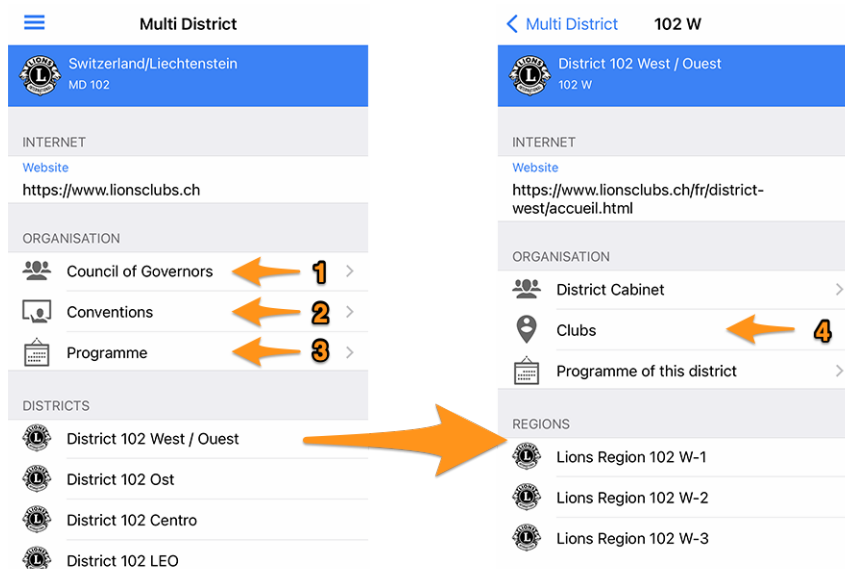 Multi District
Switzerland/Liechtenstein
MD 102
INTERNET
Website
https://www.lionsclubs.ch
ORGANISATION
Council of Governors
1
Conventions
2
Programme
3
DISTRICTS
District 102 West / Ouest
District 102 Ost
District 102 Centro
District 102 LEO
Multi District
102 W
District 102 West / Ouest
102 W
INTERNET
Website
https://www.lionsclubs.ch/fr/district-
west/accueil.html
ORGANISATION
District Cabinet
Clubs
4
Programme of this district
REGIONS
Lions Region 102 W-1
Lions Region 102 W-2
Lions Region 102 W-3